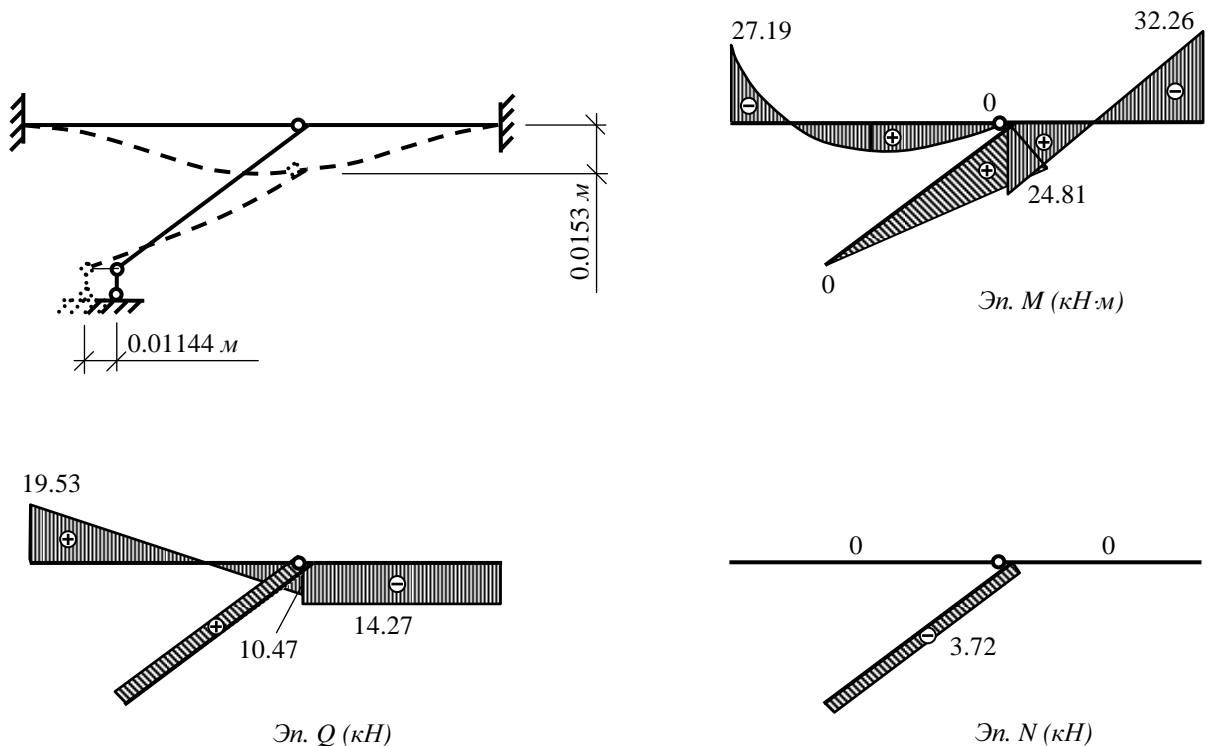 0.0153 м
0.01144 м
27.19
32.26
0
24.81
0
Эп. M (кН·м)
19.53
10.47
14.27
Эп. Q (кН)
0
0
3.72
Эп. N (кН)